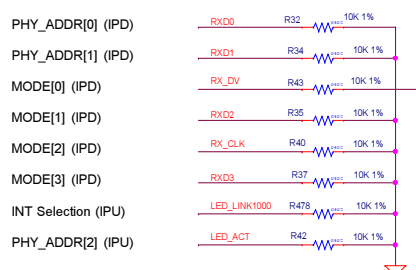 PHY_ADDR[0] (IPD) RXD0 R32 10K 1%
PHY_ADDR[1] (IPD) RXD1 R34 10K 1%
MODE[0] (IPD) RX_DV R43 10K 1%
MODE[1] (IPD) RXD2 R35 10K 1%
MODE[2] (IPD) RX_CLK R40 10K 1%
MODE[3] (IPD) RXD3 R37 10K 1%
INT Selection (IPU) LED_LINK1000 R478 10K 1%
PHY_ADDR[2] (IPU) LED_ACT R42 10K 1%